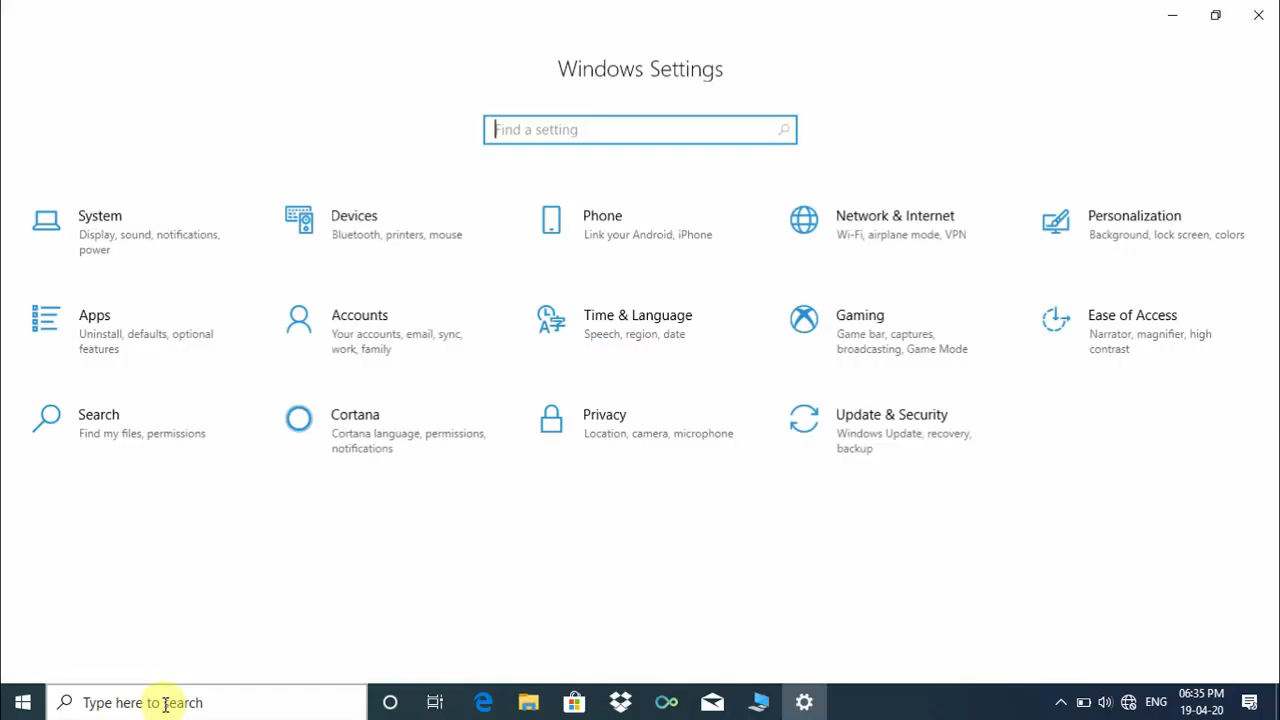 Windows Settings
Find a setting
System
Display, sound, notifications,
power
Devices
Bluetooth, printers, mouse
Phone
Link your Android, iPhone
Network & Internet
Wi-Fi, airplane mode, VPN
Personalization
Background, lock screen, colors
Apps
Uninstall, defaults, optional
features
Accounts
Your accounts, email, sync,
work, family
Time & Language
Speech, region, date
Gaming
Game bar, captures,
broadcasting, Game Mode
Ease of Access
Narrator, magnifier, high
contrast
Search
Find my files, permissions
Cortana
Cortana language, permissions,
notifications
Privacy
Location, camera, microphone
Update & Security
Windows Update, recovery,
backup
Type here to search
ENG
06:35 PM
19-04-20